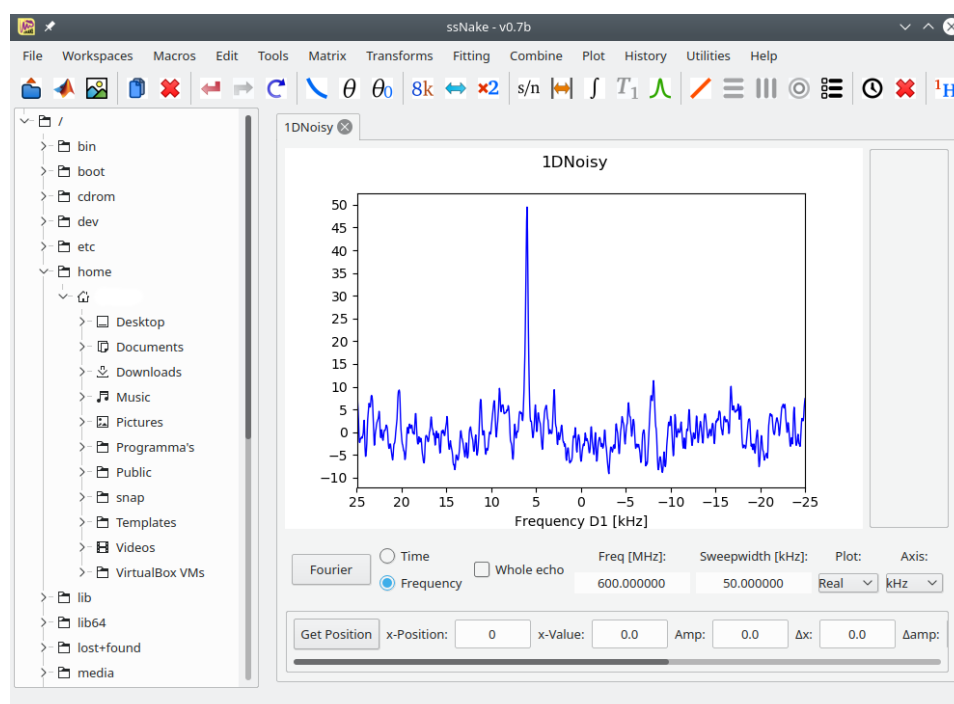 ssNake - v0.7b
File Workspaces Macros Edit Tools Matrix Transforms Fitting Combine Plot History Utilities Help
θ θ0 8k ×2 s/n ∫ T1 1H
/
bin
boot
cdrom
dev
etc
home
Desktop
Documents
Downloads
Music
Pictures
Programma's
Public
snap
Templates
Videos
VirtualBox VMs
lib
lib64
lost+found
media
1DNoisy
1DNoisy
50
45
40
35
30
25
20
15
10
5
0
−5
−10
25 20 15 10 5 0 −5 −10 −15 −20 −25
Frequency D1 [kHz]
Fourier
Time
Frequency
Whole echo
Freq [MHz]: Sweepwidth [kHz]: Plot: Axis:
600.000000 50.000000 Real kHz
Get Position x-Position: 0 x-Value: 0.0 Amp: 0.0 Δx: 0.0 Δamp: